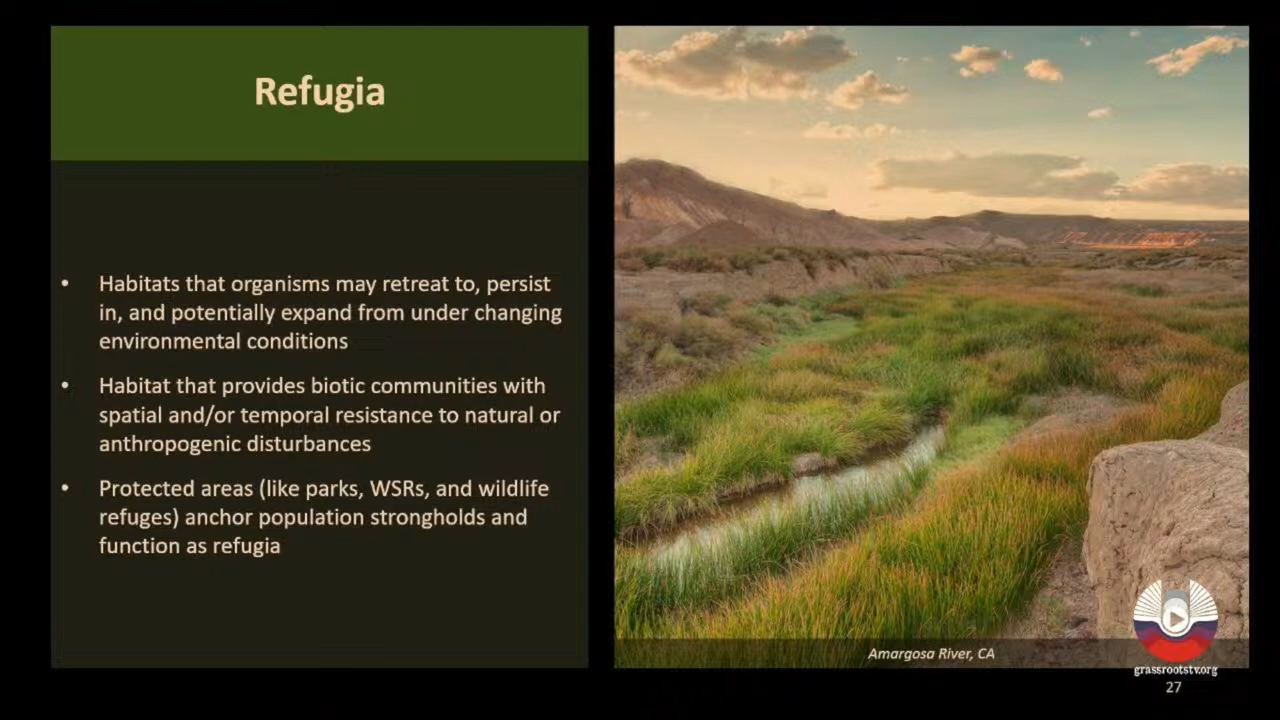 Refugia
• Habitats that organisms may retreat to, persist
in, and potentially expand from under changing
environmental conditions
• Habitat that provides biotic communities with
spatial and/or temporal resistance to natural or
anthropogenic disturbances
• Protected areas (like parks, WSRs, and wildlife
refuges) anchor population strongholds and
function as refugia
Amargosa River, CA
grassrootstv.org
27